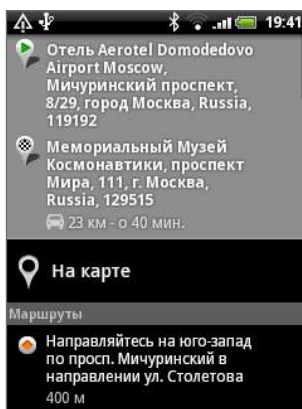 19:41
Отель Aerotel Domodedovo
Airport Moscow,
Мичуринский проспект,
8/29, город Москва, Russia,
119192
Мемориальный Музей
Космонавтики, проспект
Мира, 111, г. Москва,
Russia, 129515
23 км - о 40 мин.
На карте
Маршруты
Направляйтесь на юго-запад
по просп. Мичуринский в
направлении ул. Столетова
400 м